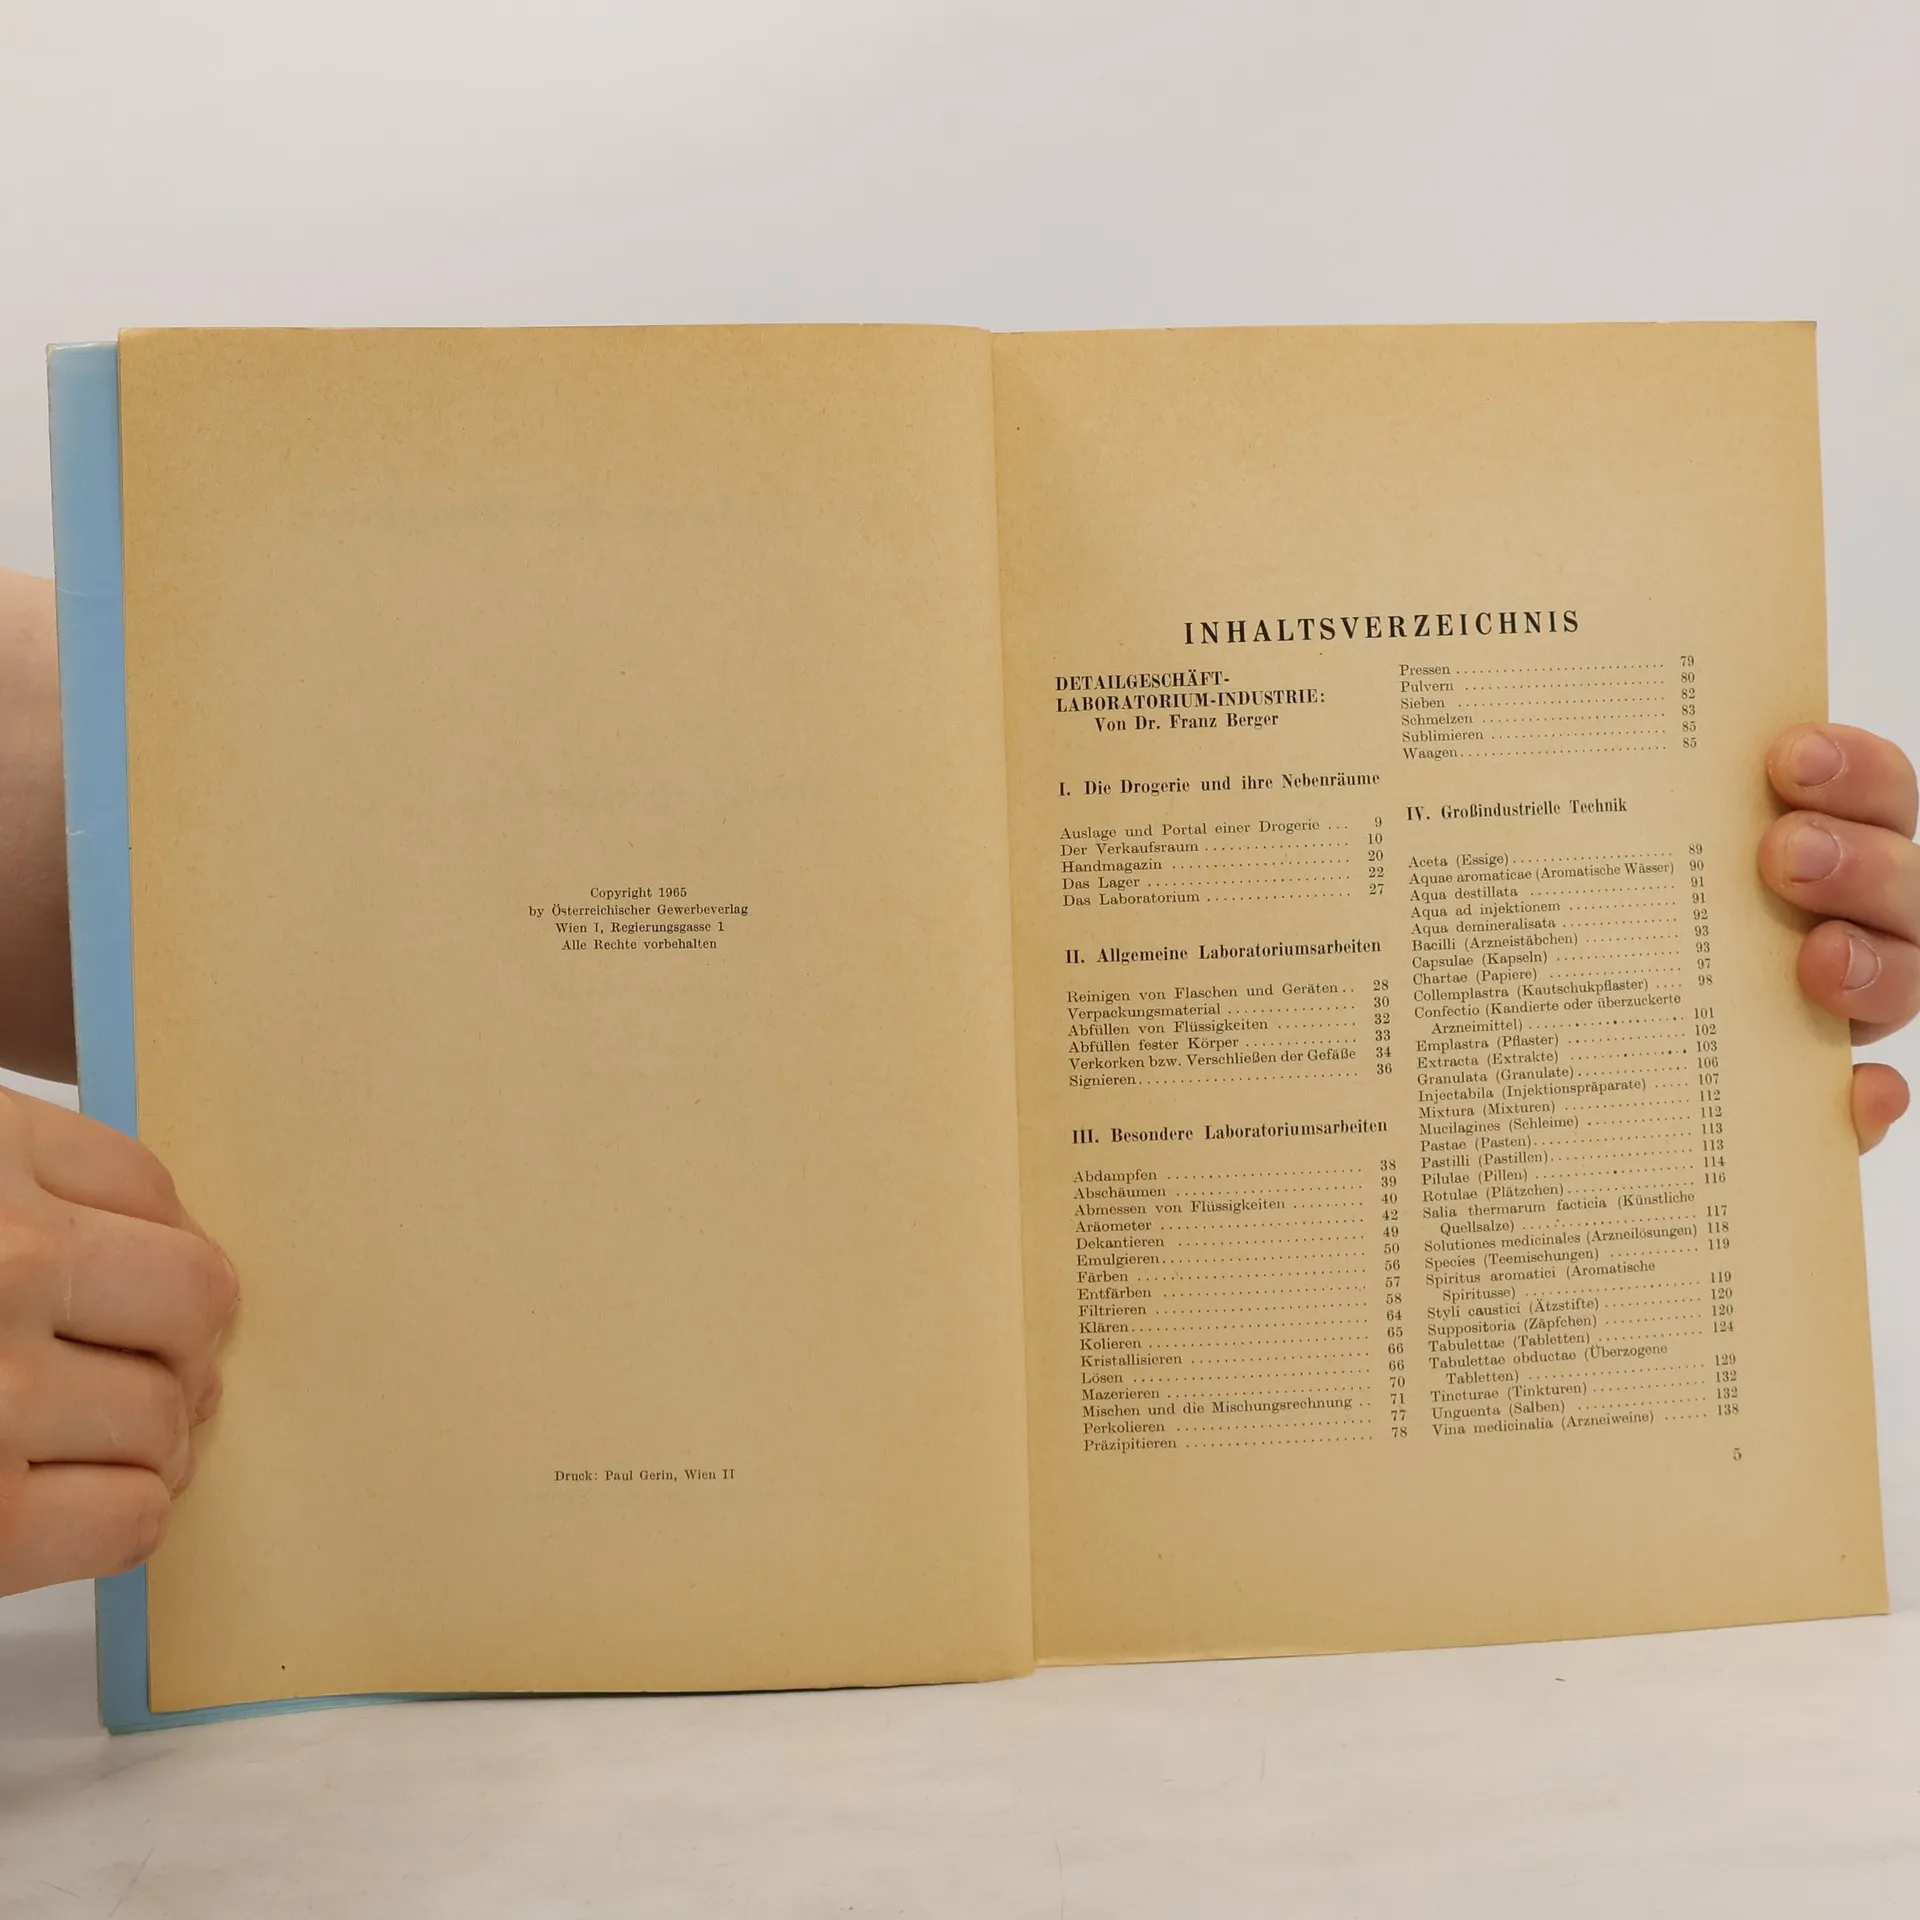 Copyright 1965
by Österreichischer Gewerbeverlag
Wien I, Regierungsgasse 1
Alle Rechte vorbehalten
Druck: Paul Gerin, Wien II
INHALTSVERZEICHNIS
DETAILGESCHÄFT-
LABORATORIUM-INDUSTRIE:
Von Dr. Franz Berger
I. Die Drogerie und ihre Nebenräume
Auslage und Portal einer Drogerie ... 9
Der Verkaufsraum ................. 10
Handmagazin ...................... 20
Das Lager ........................ 22
Das Laboratorium ................. 27
II. Allgemeine Laboratoriumsarbeiten
Reinigen von Flaschen und Geräten .. 28
Verpackungsmaterial ............... 30
Abfüllen von Flüssigkeiten .......... 32
Abfüllen fester Körper .............. 33
Verkorken bzw. Verschließen der Gefäße 34
Signieren .......................... 36
III. Besondere Laboratoriumsarbeiten
Abdampfen ........................ 38
Abschäumen ....................... 39
Abmessen von Flüssigkeiten ......... 40
Aräometer ......................... 42
Dekantieren ....................... 49
Emulgieren ........................ 50
Färben ............................ 56
Entfärben ......................... 57
Filtrieren .......................... 58
Klären ............................. 64
Kolieren ........................... 65
Kristallisieren ...................... 66
Lösen ............................. 66
Mazerieren ......................... 70
Mischen und die Mischungsrechnung .. 71
Perkolieren ........................ 77
Präzipitieren ....................... 78
Pressen ............................ 79
Pulvern ........................... 80
Sieben ............................ 82
Schmelzen ......................... 83
Sublimieren ........................ 85
Waagen ............................ 85
IV. Großindustrielle Technik
Aceta (Essige) ...................... 89
Aquae aromaticae (Aromatische Wässer) 90
Aqua destillata .................... 91
Aqua ad injektionem ............... 91
Aqua demineralisata ................ 92
Bacilli (Arzneistäbchen) ............ 93
Capsulae (Kapseln) ................. 93
Chartae (Papiere) .................. 97
Collemplastra (Kautschukpflaster) .... 98
Confectio (Kandierte oder überzuckerte
Arzneimittel) .................... 101
Emplastra (Pflaster) ............... 102
Extracta (Extrakte) ............... 103
Granulata (Granulate) .............. 106
Injectabila (Injektionspräparate) ..... 107
Mixtura (Mixturen) ................ 112
Mucilagines (Schleime) ............. 112
Pastae (Pasten) .................... 113
Pastilli (Pastillen) .................. 113
Pilulae (Pillen) .................... 114
Rotulae (Plätzchen) ................ 116
Salia thermarum facticia (Künstliche
Quellsalze) ...................... 117
Solutiones medicinales (Arzneilösungen) 118
Species (Teemischungen) ........... 119
Spiritus aromatici (Aromatische
Spiritusse) ...................... 119
Styli caustici (Ätzstifte) ............ 120
Suppositoria (Zäpfchen) ............ 120
Tabulettae (Tabletten) ............. 124
Tabulettae obductae (Überzogene
Tabletten) ...................... 129
Tincturae (Tinkturen) .............. 132
Unguenta (Salben) ................. 132
Vina medicinalia (Arzneiweine) ...... 138
5